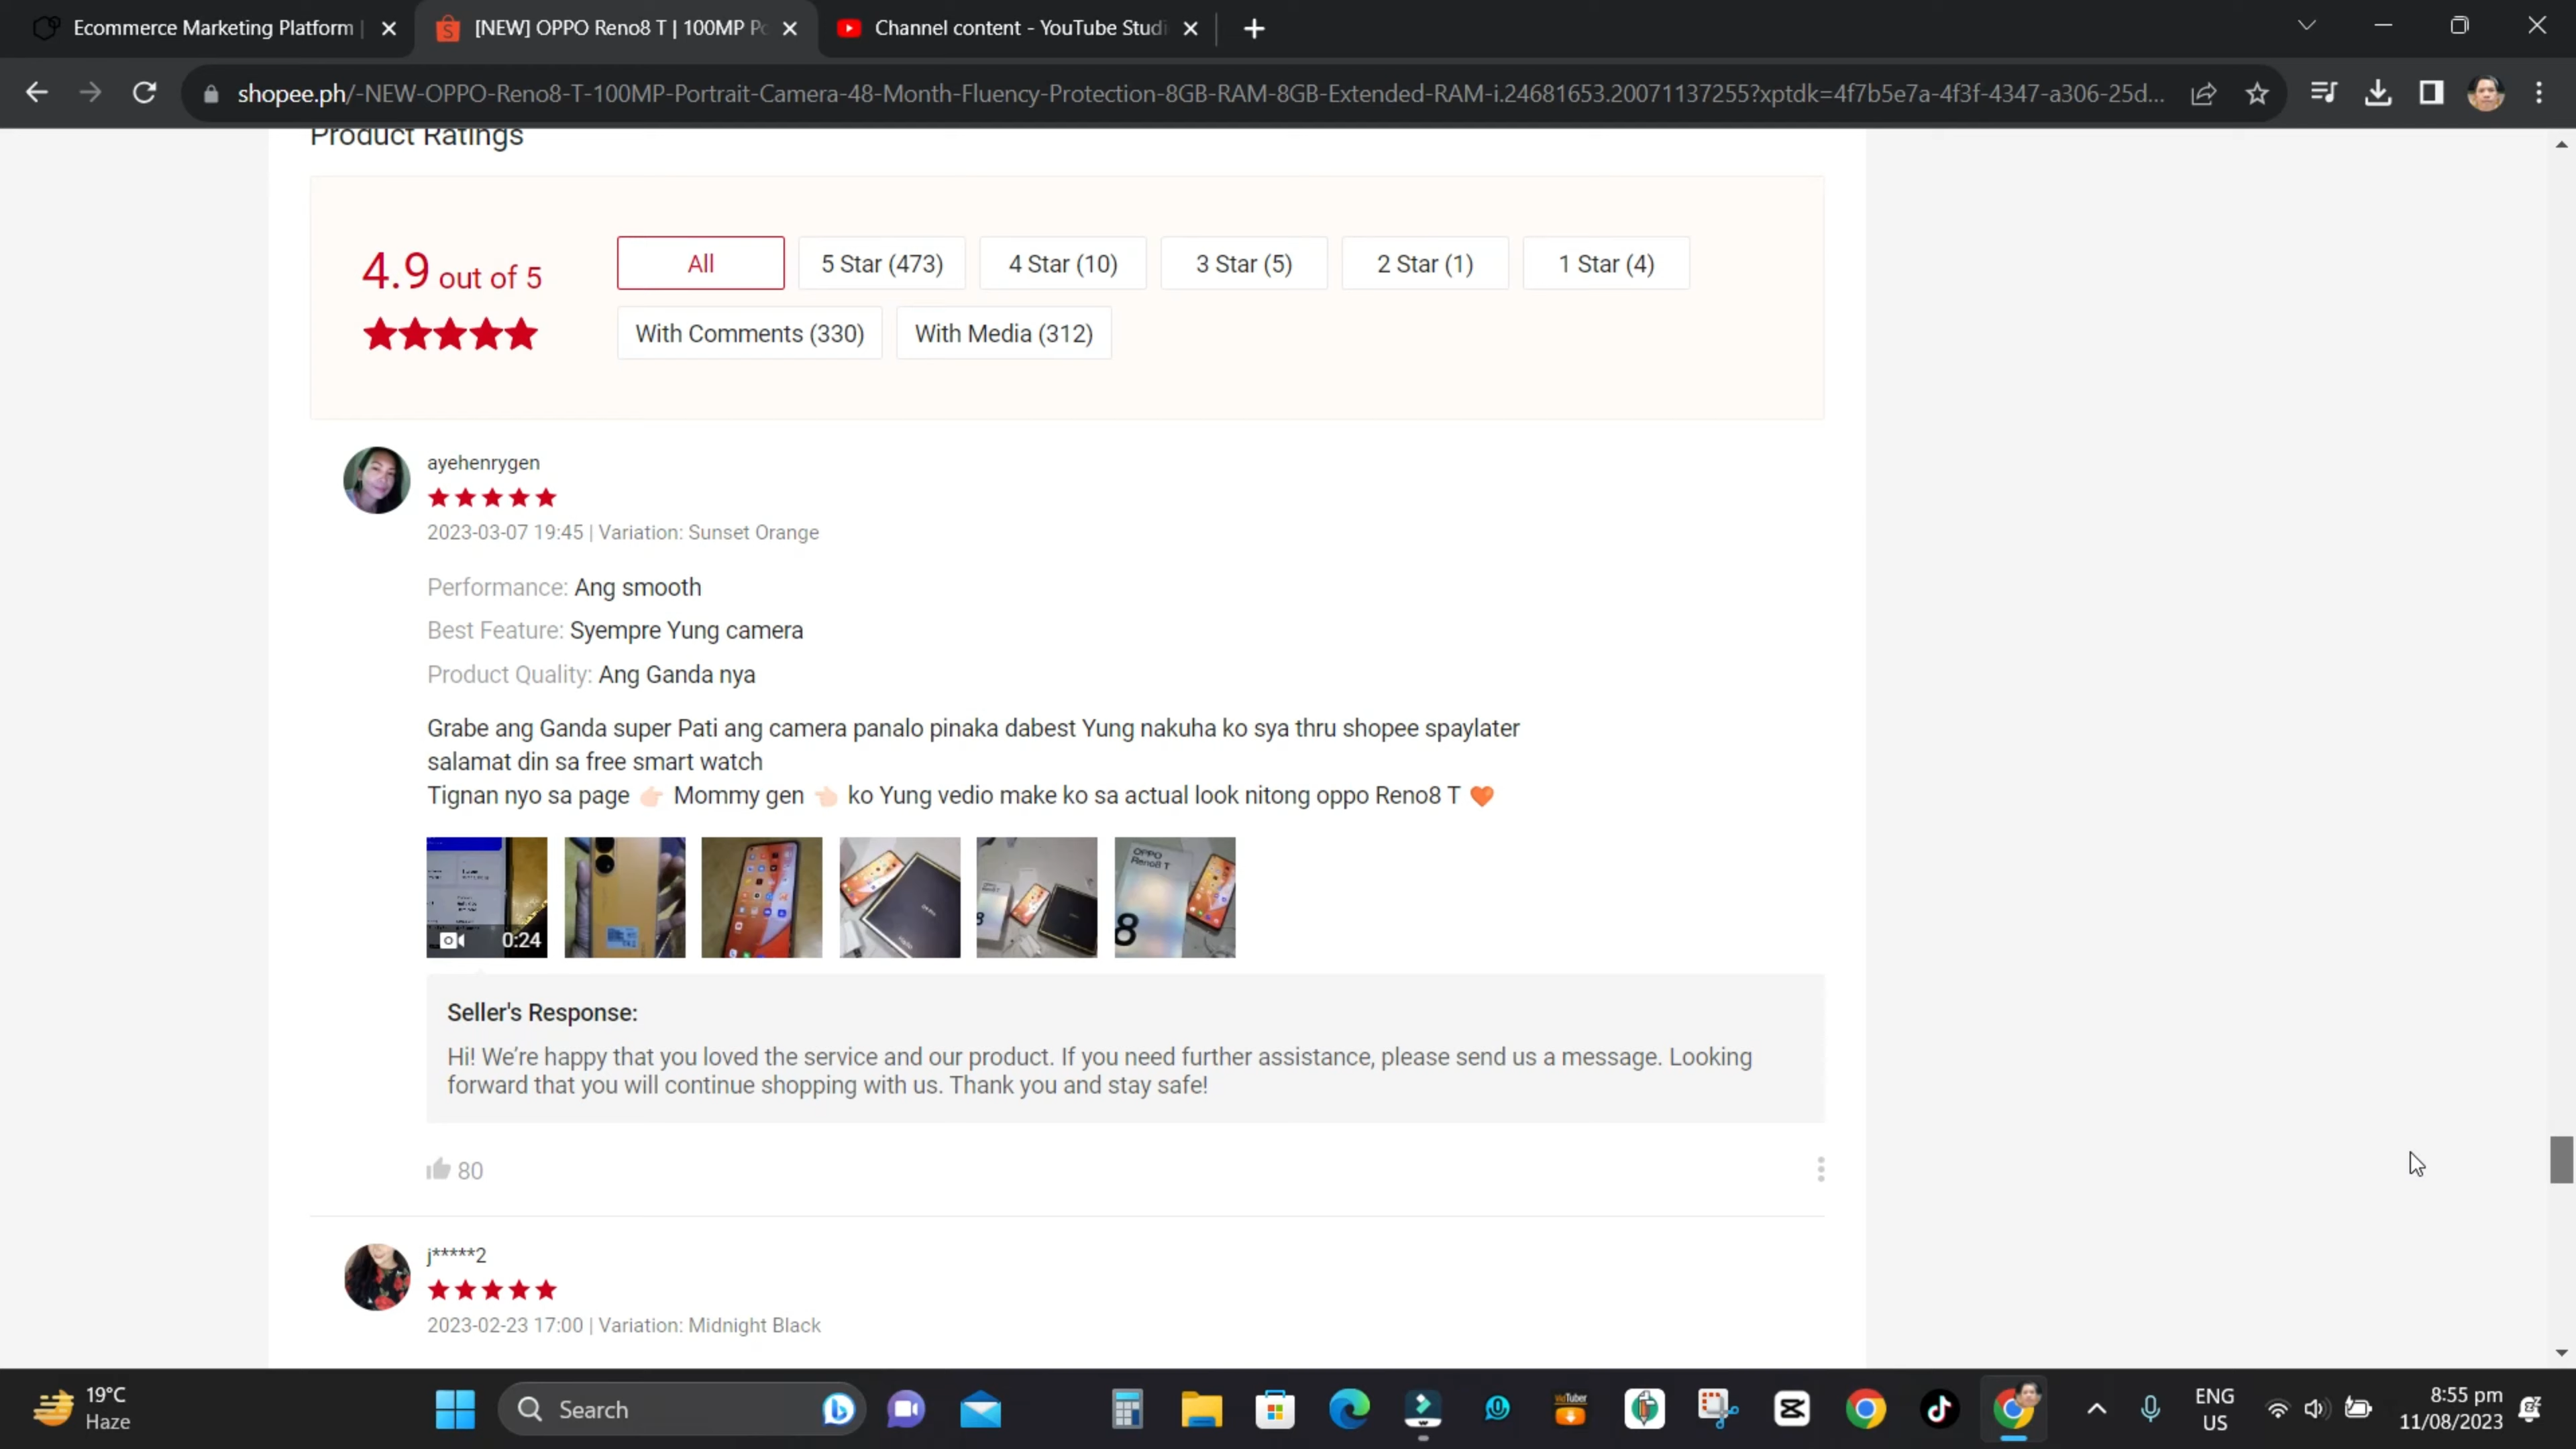 Ecommerce Marketing Platform |
[NEW] OPPO Reno8 T | 100MP Po
Channel content - YouTube Studi
shopee.ph/-NEW-OPPO-Reno8-T-100MP-Portrait-Camera-48-Month-Fluency-Protection-8GB-RAM-8GB-Extended-RAM-i.24681653.20071137255?xptdk=4f7b5e7a-4f3f-4347-a306-25d...
Product Ratings
4.9 out of 5
All
5 Star (473)
4 Star (10)
3 Star (5)
2 Star (1)
1 Star (4)
With Comments (330)
With Media (312)
ayehenrygen
2023-03-07 19:45 | Variation: Sunset Orange
Performance: Ang smooth
Best Feature: Syempre Yung camera
Product Quality: Ang Ganda nya
Grabe ang Ganda super Pati ang camera panalo pinaka dabest Yung nakuha ko sya thru shopee spaylater
salamat din sa free smart watch
Tignan nyo sa page 👉🏻 Mommy gen 👈🏻 ko Yung vedio make ko sa actual look nitong oppo Reno8 T 🧡
0:24
OPPO
Reno8 T
8
8
Seller's Response:
Hi! We're happy that you loved the service and our product. If you need further assistance, please send us a message. Looking
forward that you will continue shopping with us. Thank you and stay safe!
80
j*****2
2023-02-23 17:00 | Variation: Midnight Black
19°C
Haze
Search
VidTuber
ENG
US
8:55 pm
11/08/2023